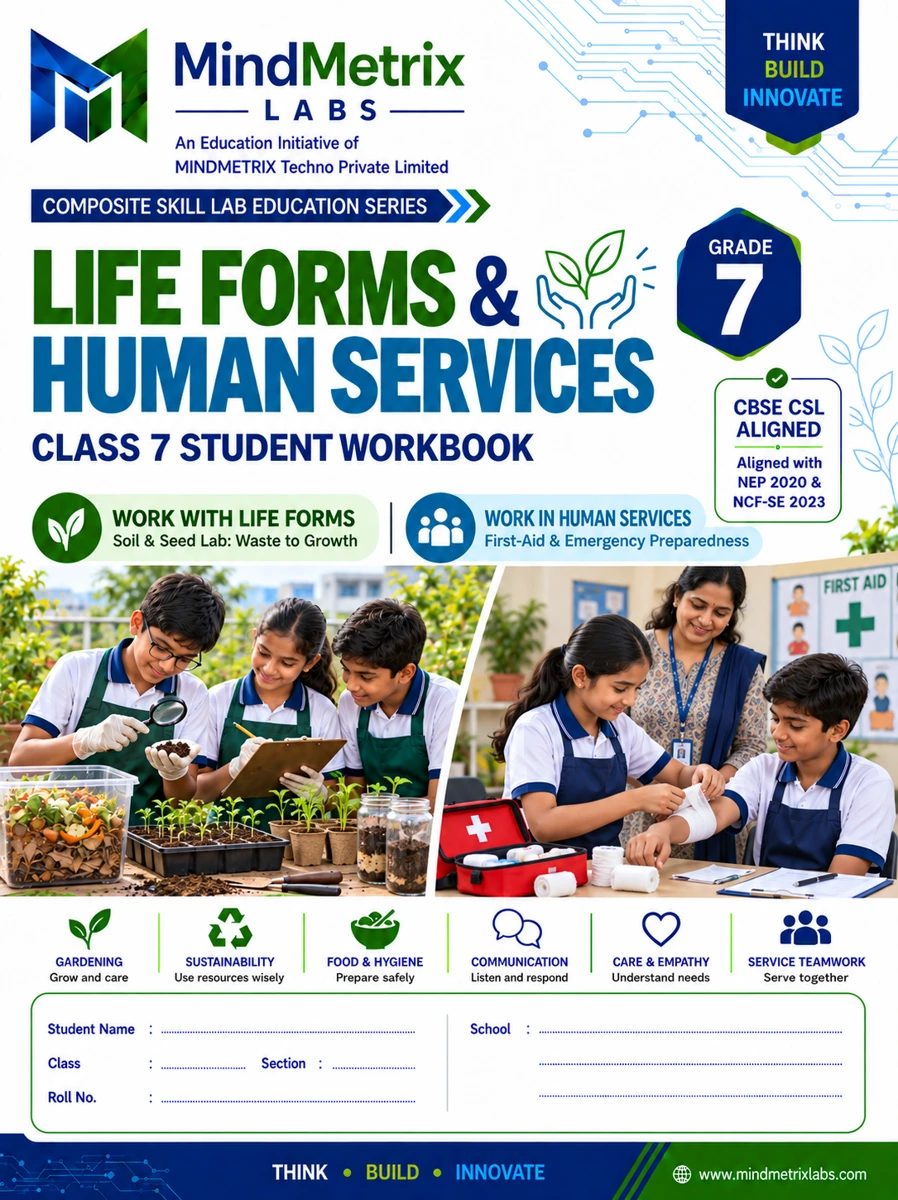 MindMetrix
LABS
An Education Initiative of
MINDMETRIX Techno Private Limited
THINK
BUILD
INNOVATE
COMPOSITE SKILL LAB EDUCATION SERIES
LIFE FORMS &
HUMAN SERVICES
CLASS 7 STUDENT WORKBOOK
GRADE
7
CBSE CSL
ALIGNED
Aligned with
NEP 2020 &
NCF-SE 2023
WORK WITH LIFE FORMS
Soil & Seed Lab: Waste to Growth
WORK IN HUMAN SERVICES
First-Aid & Emergency Preparedness
FIRST AID
GARDENING
Grow and care
SUSTAINABILITY
Use resources wisely
FOOD & HYGIENE
Prepare safely
COMMUNICATION
Listen and respond
CARE & EMPATHY
Understand needs
SERVICE TEAMWORK
Serve together
Student Name :
Class : Section :
Roll No. :
School :
THINK • BUILD • INNOVATE
www.mindmetrixlabs.com